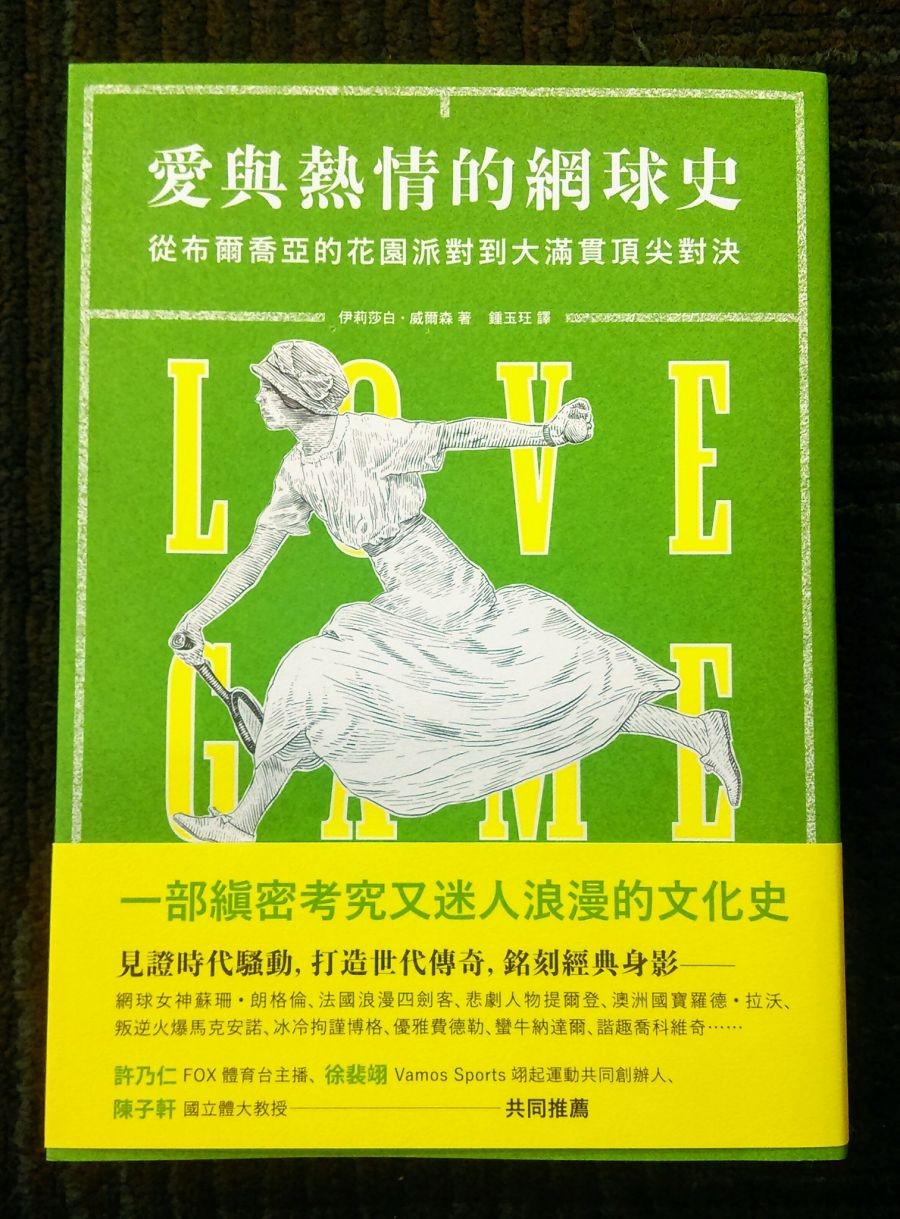 愛與熱情的網球史
從布爾喬亞的花園派對到大滿貫頂尖對決
伊莉莎白・威爾森 著 鍾玉玨 譯
LOVE
GAME
一部縝密考究又迷人浪漫的文化史
見證時代騷動, 打造世代傳奇, 銘刻經典身影——
網球女神蘇珊・朗格倫、法國浪漫四劍客、悲劇人物提爾登、澳洲國寶羅德・拉沃、
叛逆火爆馬克安諾、冰冷拘謹博格、優雅費德勒、蠻牛納達爾、諧趣喬科維奇……
許乃仁 FOX 體育台主播、徐裴翊 Vamos Sports 翊起運動共同創辦人、
陳子軒 國立體大教授————共同推薦